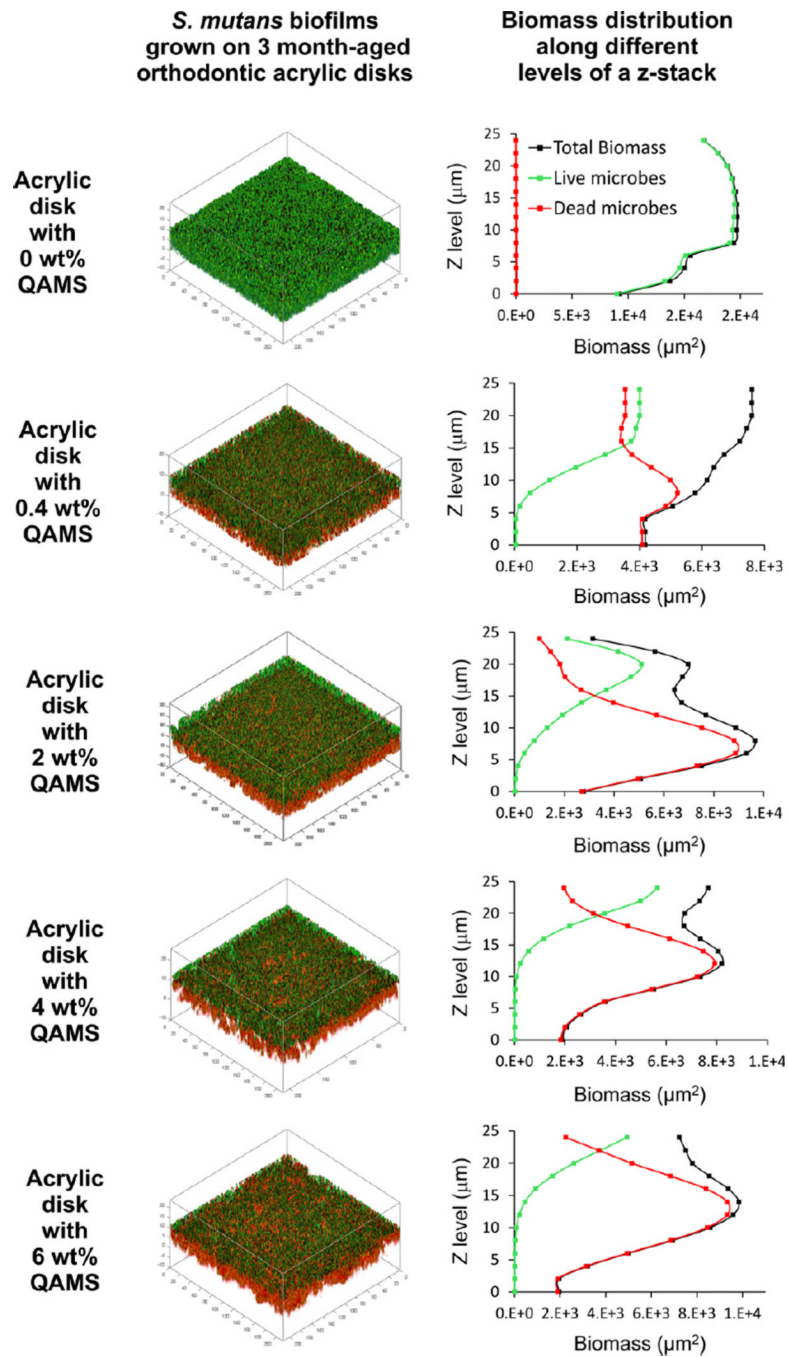 S. mutans biofilms
grown on 3 month-aged
orthodontic acrylic disks
Biomass distribution
along different
levels of a z-stack
Acrylic
disk
with
0 wt%
QAMS
Z level (µm)
25
20
15
10
5
0
Total Biomass
Live microbes
Dead microbes
0.E+0 5.E+3 1.E+4 2.E+4 2.E+4
Biomass (µm²)
Acrylic
disk
with
0.4 wt%
QAMS
Z level (µm)
25
20
15
10
5
0
0.E+0 2.E+3 4.E+3 6.E+3 8.E+3
Biomass (µm²)
Acrylic
disk
with
2 wt%
QAMS
Z level (µm)
25
20
15
10
5
0
0.E+0 2.E+3 4.E+3 6.E+3 8.E+3 1.E+4
Biomass (µm²)
Acrylic
disk
with
4 wt%
QAMS
Z level (µm)
25
20
15
10
5
0
0.E+0 2.E+3 4.E+3 6.E+3 8.E+3 1.E+4
Biomass (µm²)
Acrylic
disk
with
6 wt%
QAMS
Z level (µm)
25
20
15
10
5
0
0.E+0 2.E+3 4.E+3 6.E+3 8.E+3 1.E+4
Biomass (µm²)